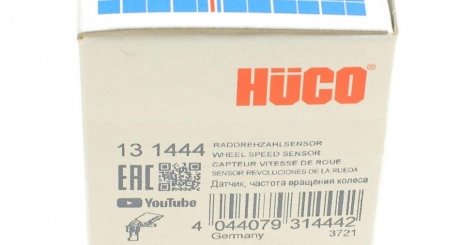 HÜCO®
13 1444
RADDREHZAHLSENSOR
WHEEL SPEED SENSOR
CAPTEUR VITESSE DE ROUE
SENSOR REVOLUCIONES DE LA RUEDA
Датчик, частота вращения колеса
EAC
YouTube
4 044079 314442
Germany 3721